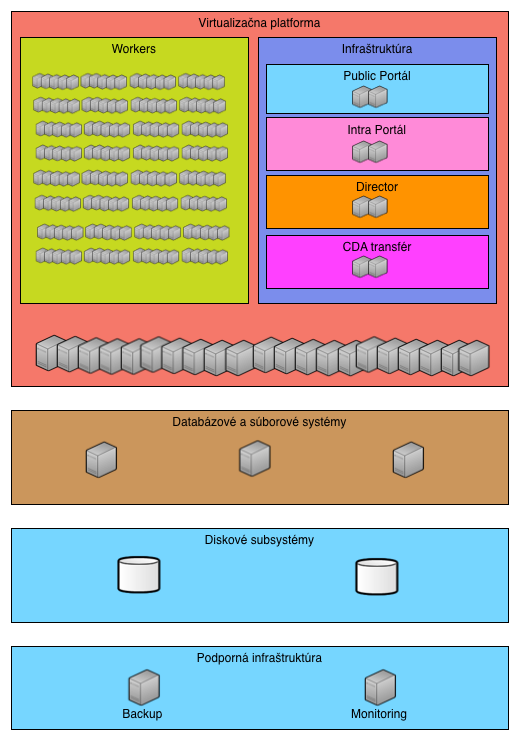 Virtualizačna platforma
Workers
Infraštruktúra
Public Portál
Intra Portál
Director
CDA transfér
Databázové a súborové systémy
Diskové subsystémy
Podporná infraštruktúra
Backup
Monitoring